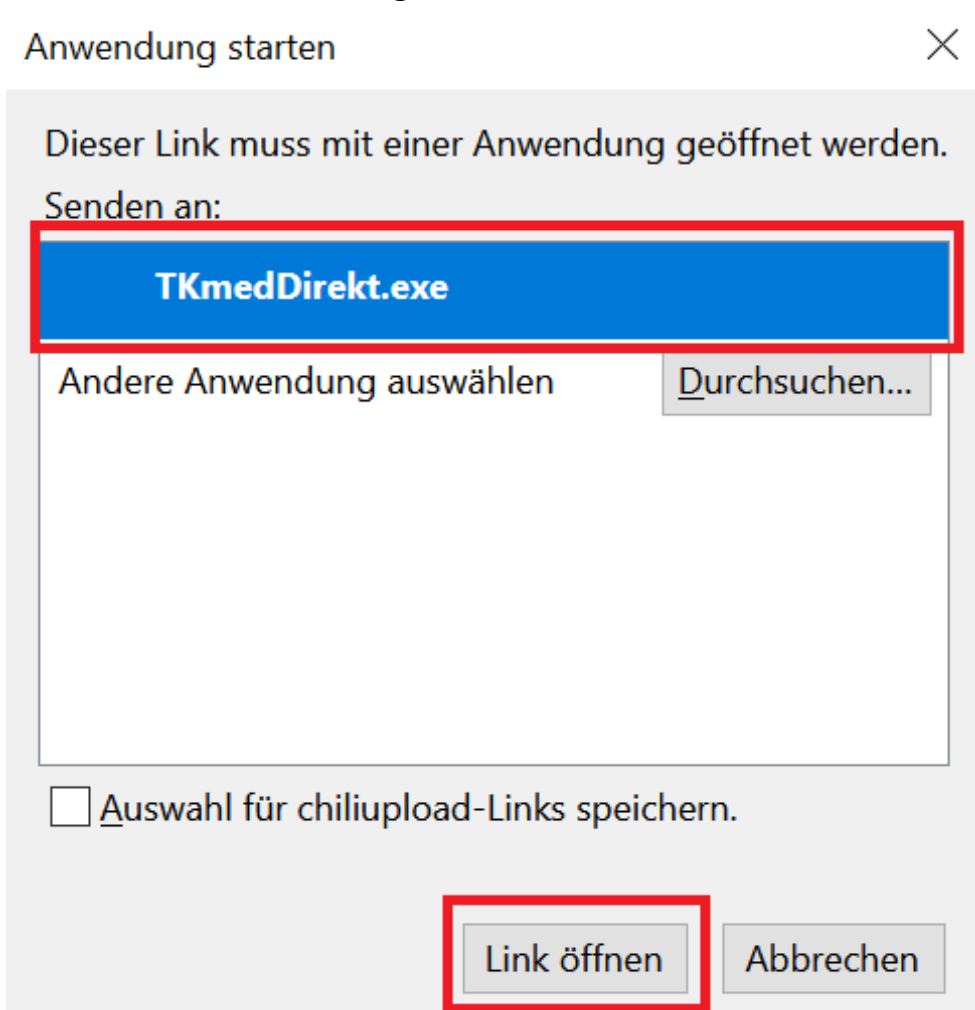 Anwendung starten
Dieser Link muss mit einer Anwendung geöffnet werden.
Senden an:
TKmedDirekt.exe
Andere Anwendung auswählen Durchsuchen...
Auswahl für chiliupload-Links speichern.
Link öffnen Abbrechen